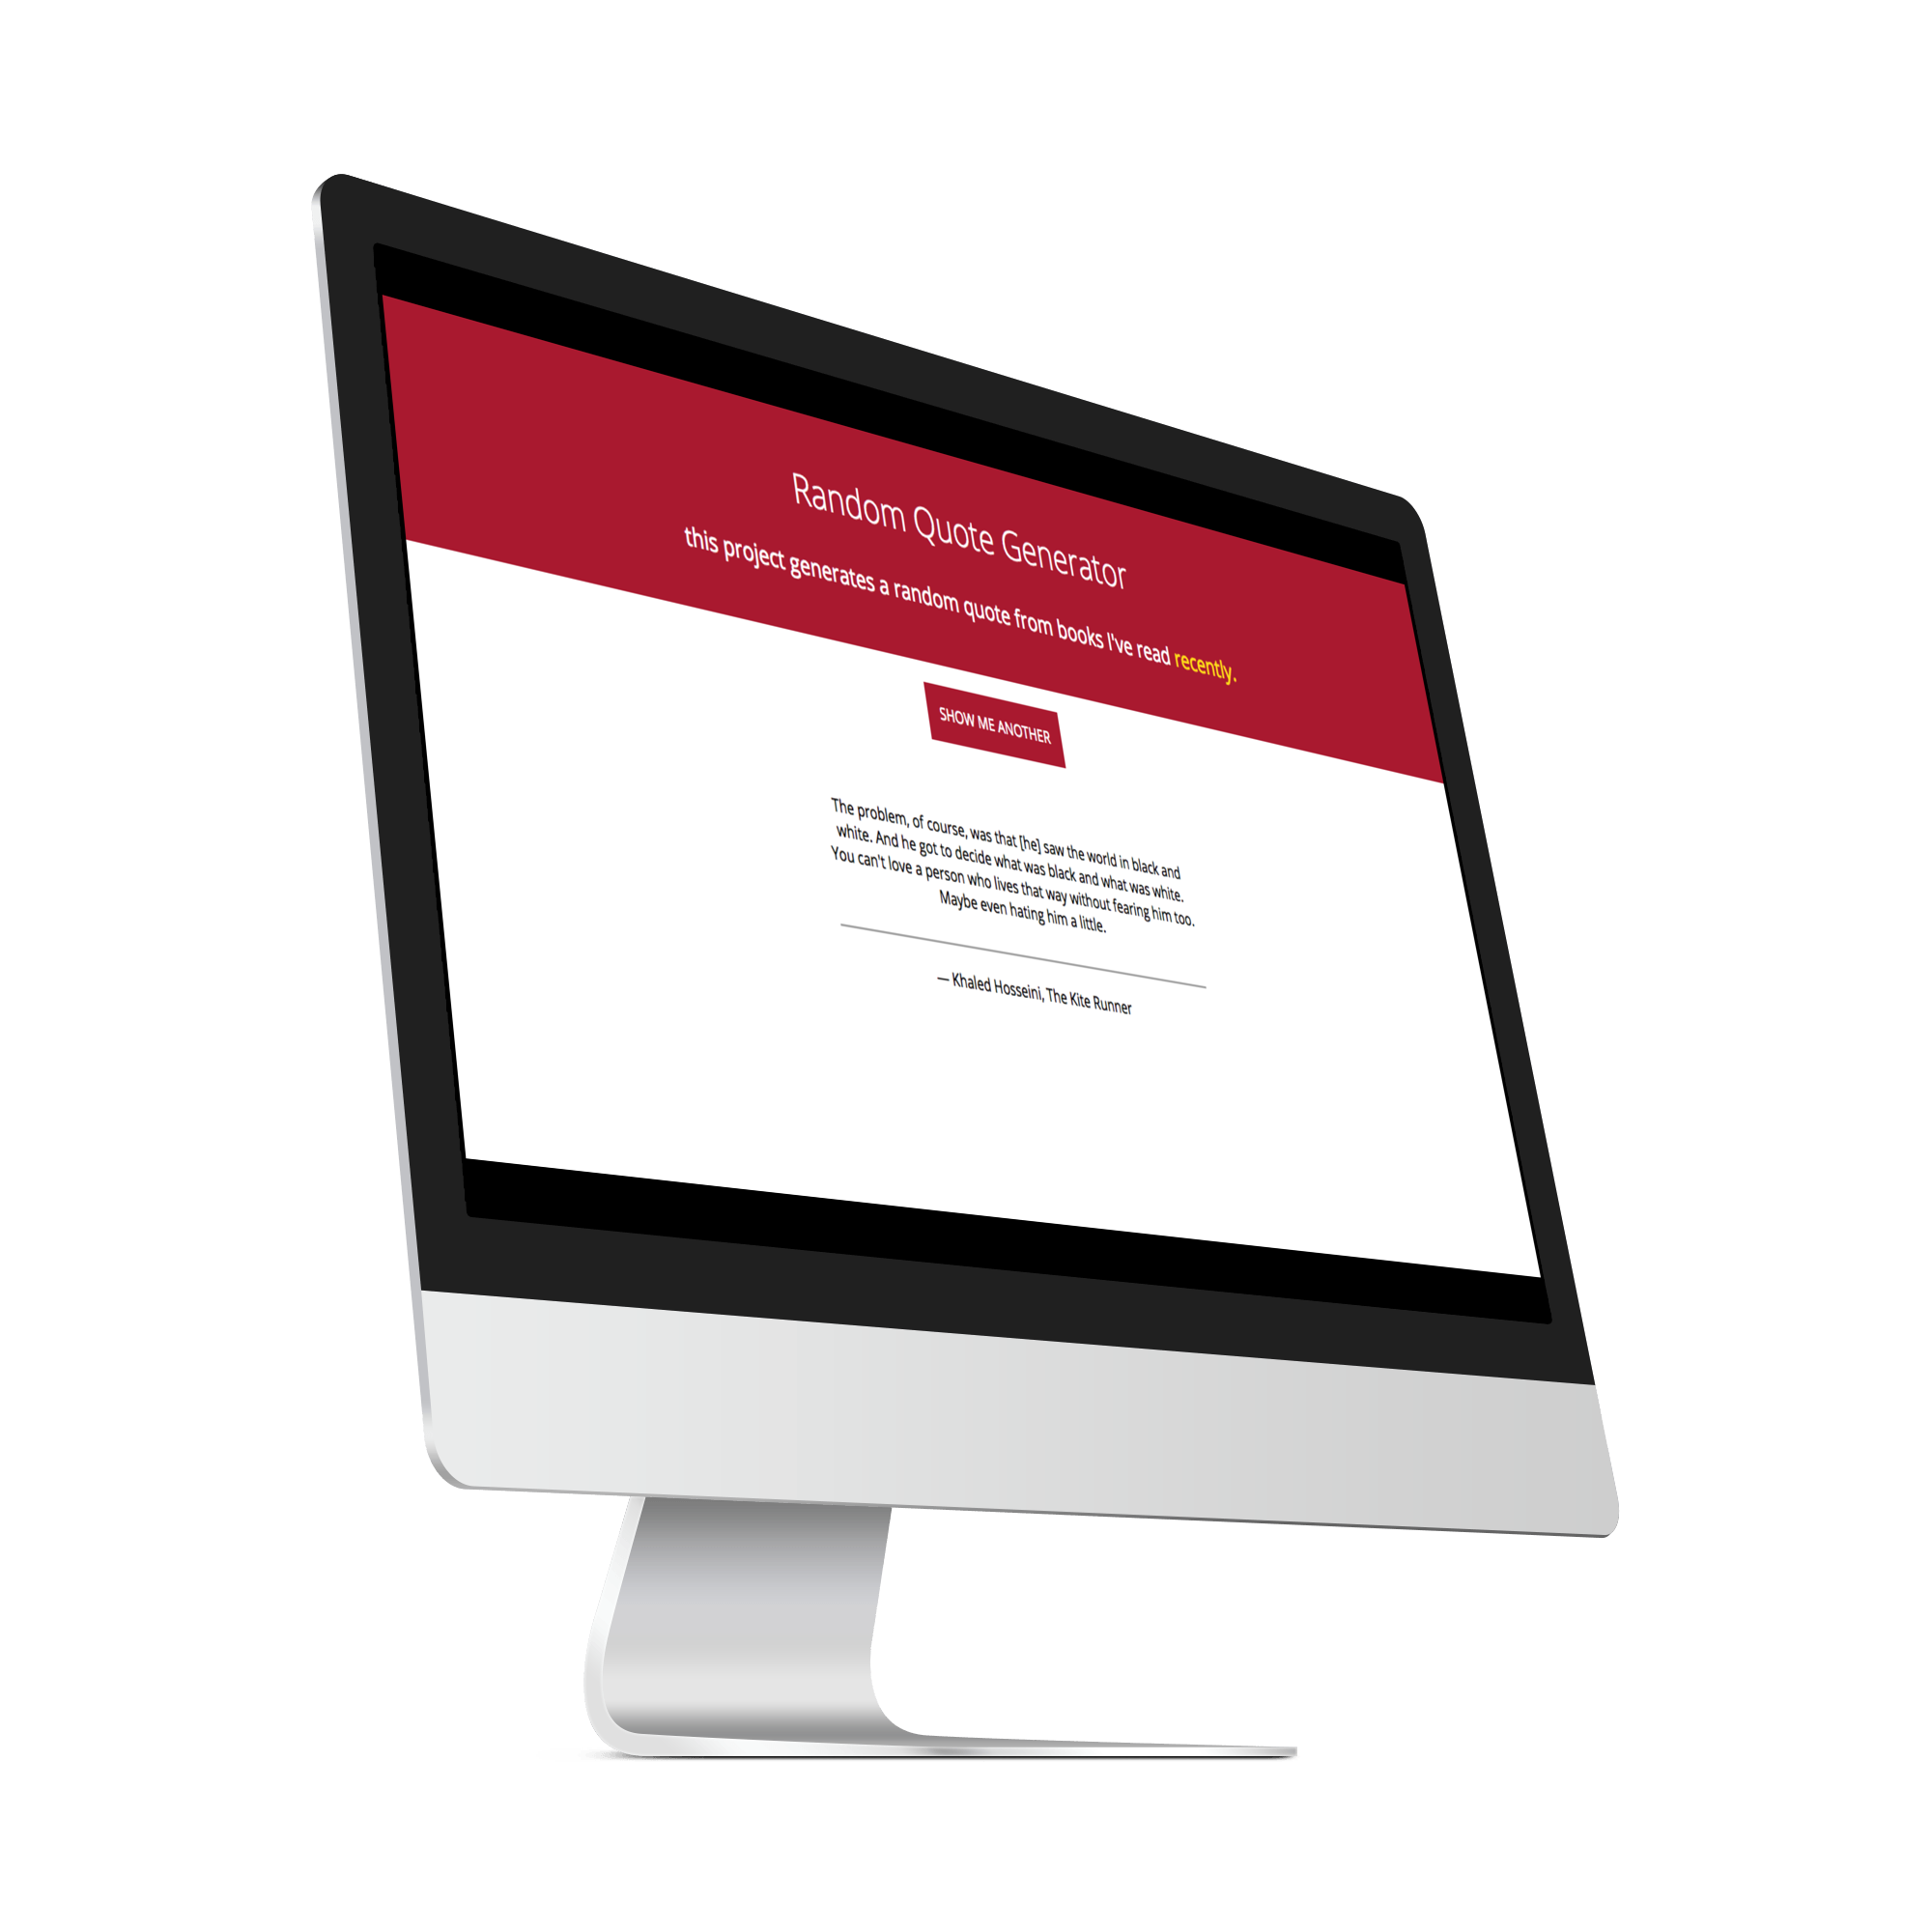 Random Quote Generator
this project generates a random quote from books I've read recently.
SHOW ME ANOTHER
The problem, of course, was that [he] saw the world in black and
white. And he got to decide what was black and what was white.
You can't love a person who lives that way without fearing him too.
Maybe even hating him a little.
— Khaled Hosseini, The Kite Runner